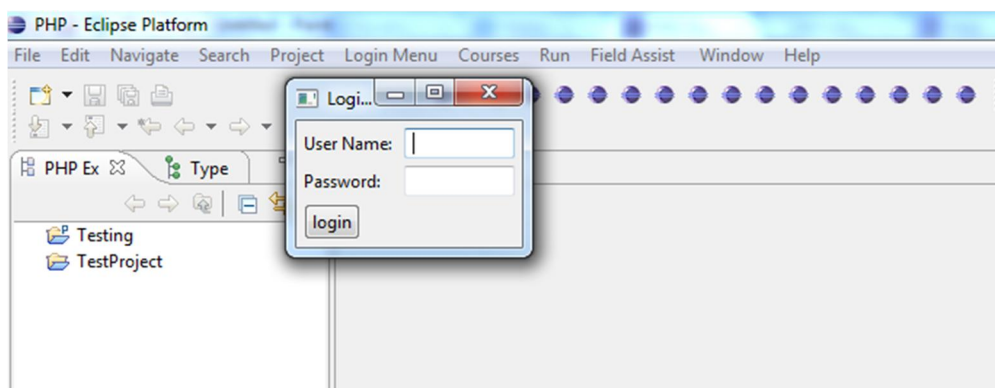 PHP - Eclipse Platform
File Edit Navigate Search Project Login Menu Courses Run Field Assist Window Help
Logi...
User Name:
Password:
login
PHP Ex Type
Testing
TestProject